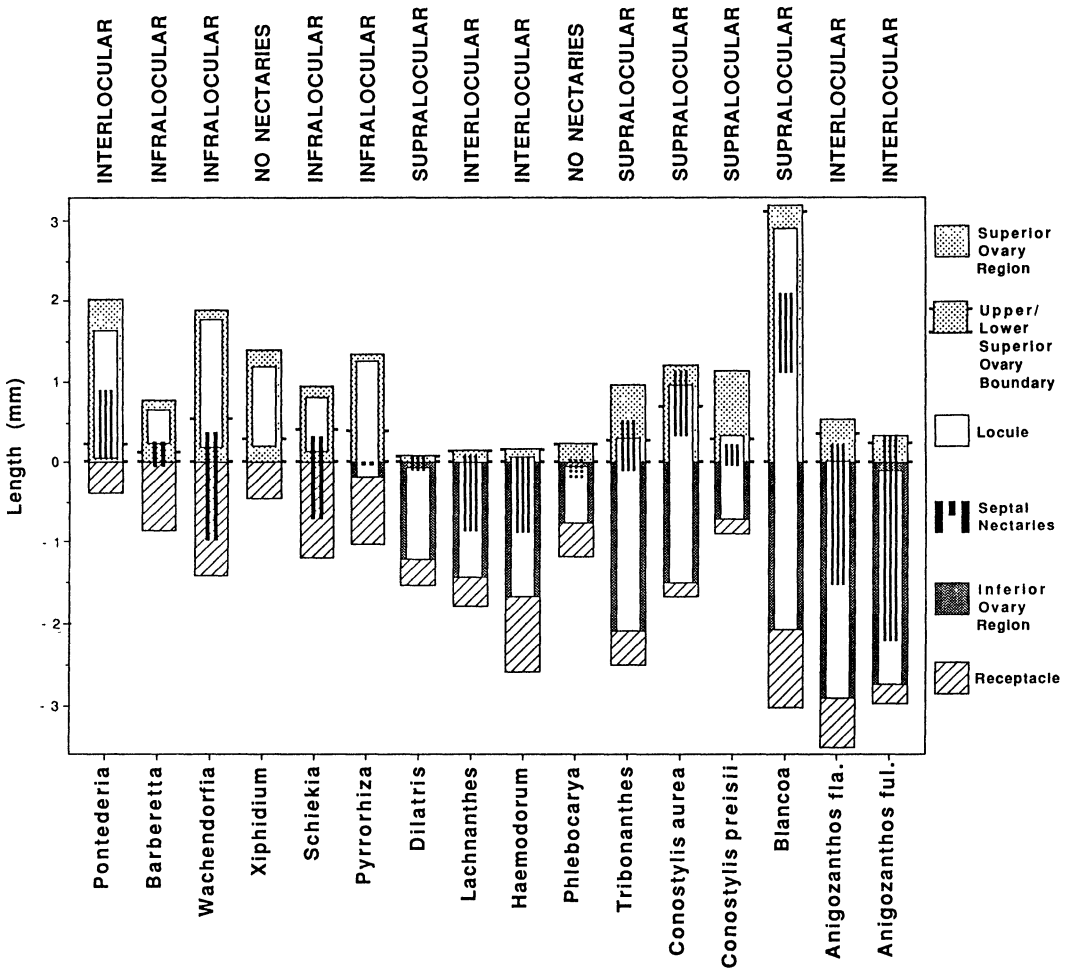 INTERLOCULAR
INFRALOCULAR
INFRALOCULAR
NO NECTARIES
INFRALOCULAR
INFRALOCULAR
SUPRALOCULAR
INTERLOCULAR
INTERLOCULAR
NO NECTARIES
SUPRALOCULAR
SUPRALOCULAR
SUPRALOCULAR
SUPRALOCULAR
INTERLOCULAR
INTERLOCULAR
Length (mm)
3
2
1
0
- 1
- 2
- 3
Superior
Ovary
Region
Upper/
Lower
Superior
Ovary
Boundary
Locule
Septal
Nectaries
Inferior
Ovary
Region
Receptacle
Pontederia
Barberetta
Wachendorfia
Xiphidium
Schiekia
Pyrrorhiza
Dilatris
Lachnanthes
Haemodorum
Phlebocarya
Tribonanthes
Conostylis aurea
Conostylis preisii
Blancoa
Anigozanthos fla.
Anigozanthos ful.